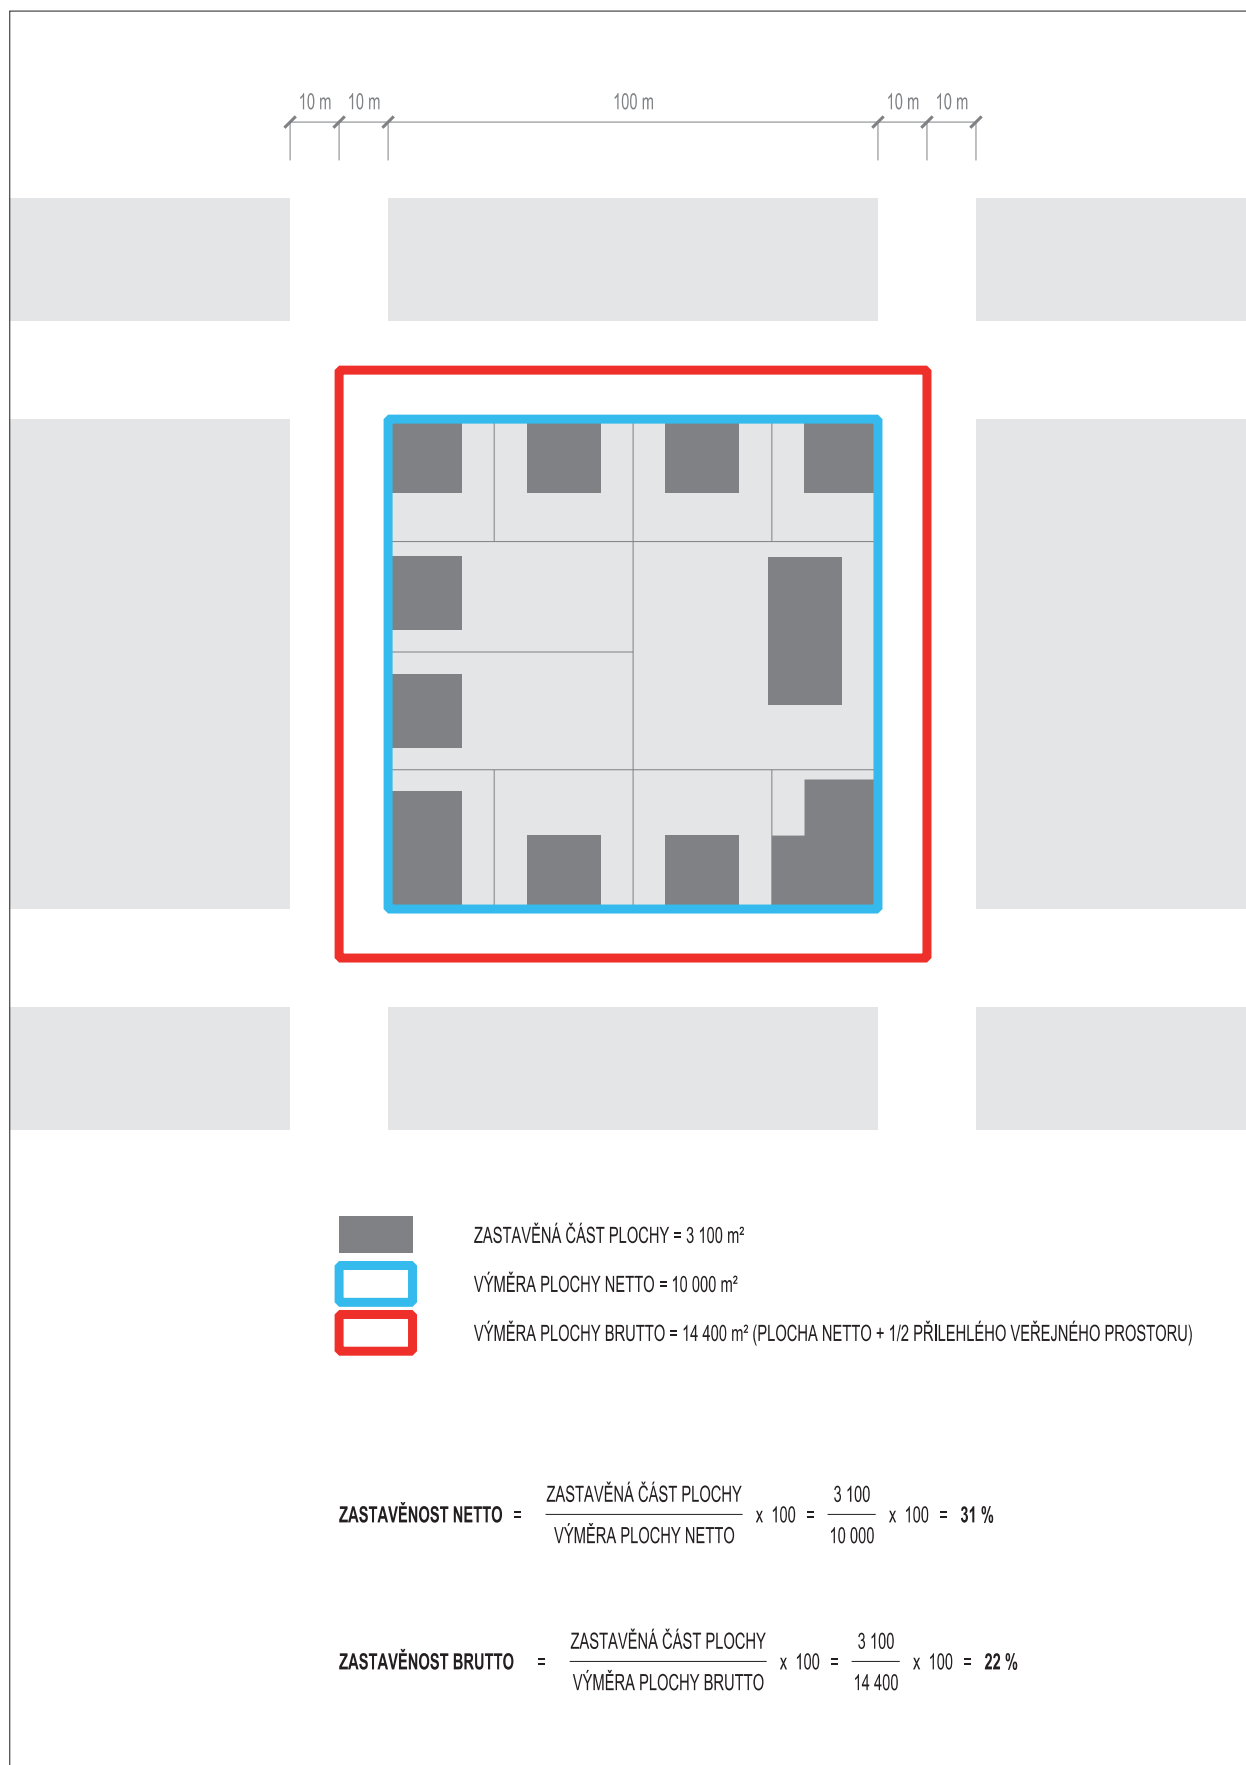 10 m 10 m 100 m 10 m 10 m
ZASTAVĚNÁ ČÁST PLOCHY = 3 100 m²
VÝMĚRA PLOCHY NETTO = 10 000 m²
VÝMĚRA PLOCHY BRUTTO = 14 400 m² (PLOCHA NETTO + 1/2 PŘILEHLÉHO VEŘEJNÉHO PROSTORU)
ZASTAVĚNÁ ČÁST PLOCHY 3 100
ZASTAVĚNOST NETTO = x 100 = x 100 = 31 %
VÝMĚRA PLOCHY NETTO 10 000
ZASTAVĚNÁ ČÁST PLOCHY 3 100
ZASTAVĚNOST BRUTTO = x 100 = x 100 = 22 %
VÝMĚRA PLOCHY BRUTTO 14 400